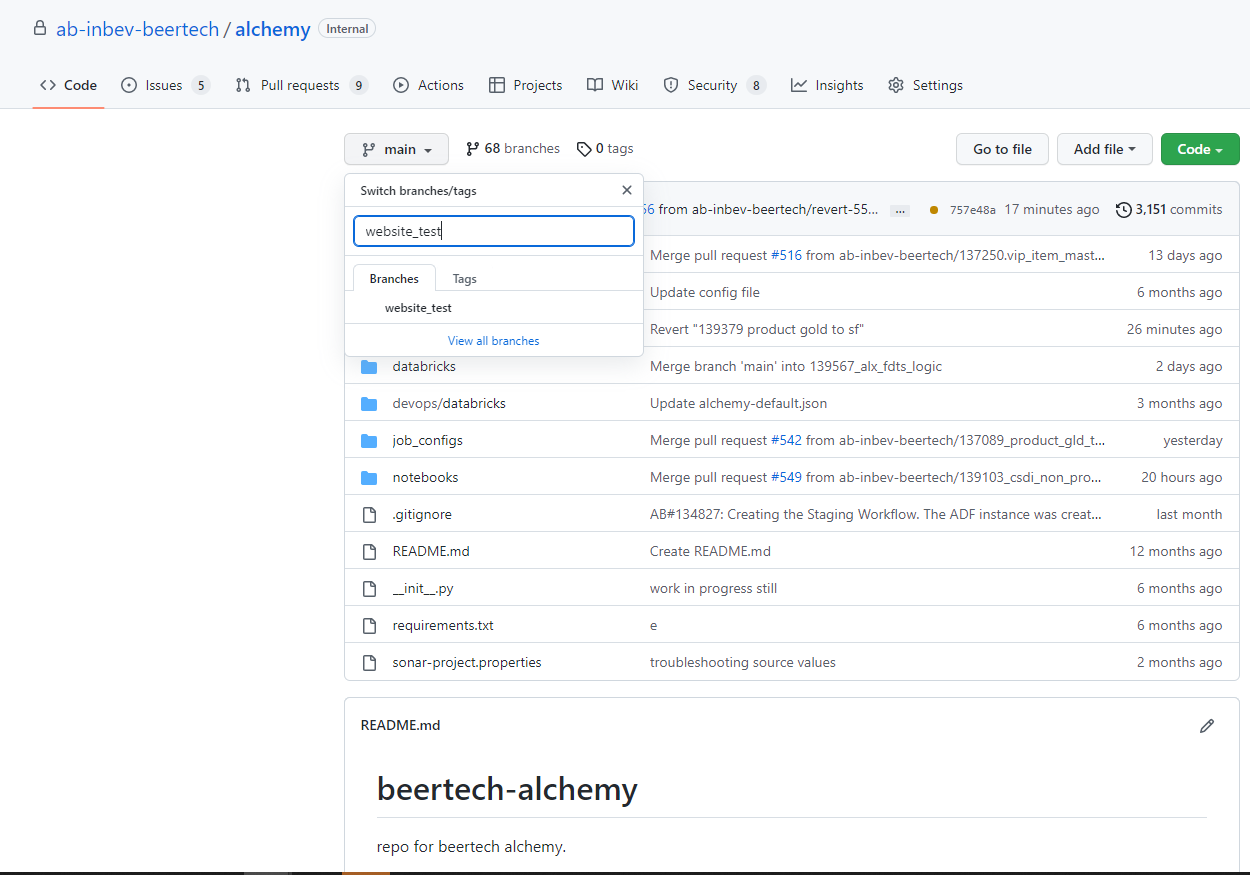 ab-inbev-beertech / alchemy Internal
Code Issues 5 Pull requests 9 Actions Projects Wiki Security 8 Insights Settings
main 68 branches 0 tags Go to file Add file Code
Switch branches/tags
from ab-inbev-beertech/revert-55... ... 757e48a 17 minutes ago 3,151 commits
website_test
Merge pull request #516 from ab-inbev-beertech/137250.vip_item_mast... 13 days ago
Branches Tags
Update config file 6 months ago
website_test
Revert "139379 product gold to sf" 26 minutes ago
View all branches
databricks Merge branch 'main' into 139567_alx_fdts_logic 2 days ago
devops/databricks Update alchemy-default.json 3 months ago
job_configs Merge pull request #542 from ab-inbev-beertech/137089_product_gld_t... yesterday
notebooks Merge pull request #549 from ab-inbev-beertech/139103_csdi_non_pro... 20 hours ago
.gitignore AB#134827: Creating the Staging Workflow. The ADF instance was creat... last month
README.md Create README.md 12 months ago
__init__.py work in progress still 6 months ago
requirements.txt e 6 months ago
sonar-project.properties troubleshooting source values 2 months ago
README.md
beertech-alchemy
repo for beertech alchemy.